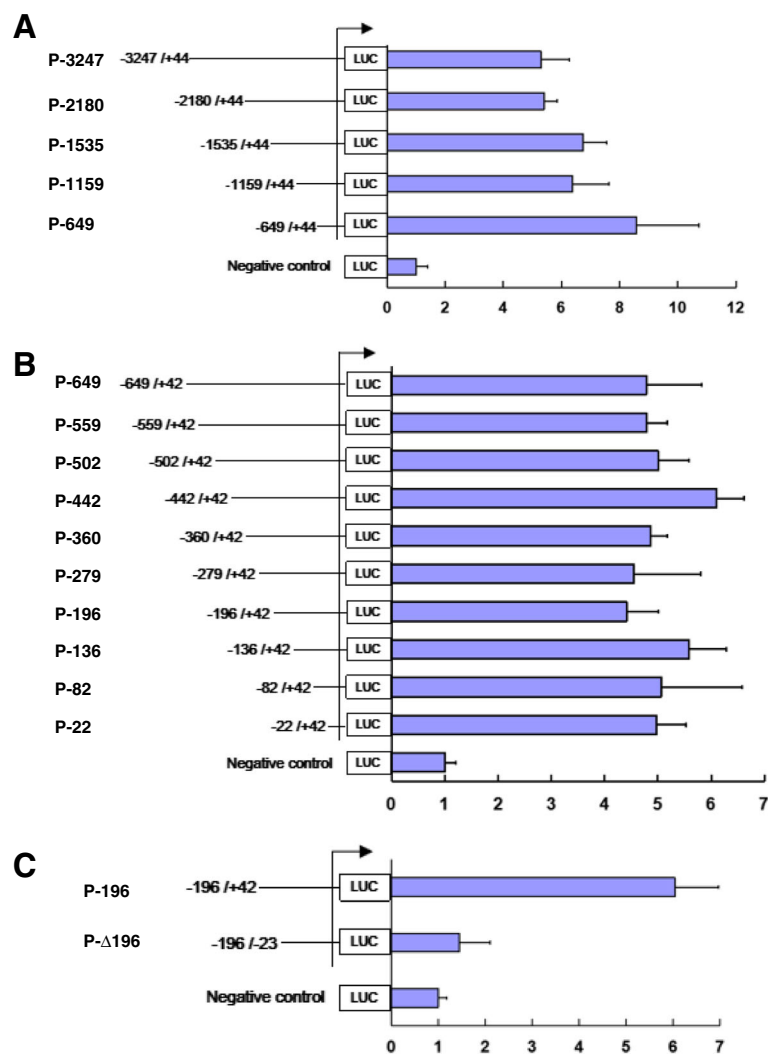 A
P-3247 -3247 /+44 LUC
P-2180 -2180 /+44 LUC
P-1535 -1535 /+44 LUC
P-1159 -1159 /+44 LUC
P-649 -649 /+44 LUC
Negative control LUC
0 2 4 6 8 10 12
B
P-649 -649 /+42 LUC
P-559 -559 /+42 LUC
P-502 -502 /+42 LUC
P-442 -442 /+42 LUC
P-360 -360 /+42 LUC
P-279 -279 /+42 LUC
P-196 -196 /+42 LUC
P-136 -136 /+42 LUC
P-82 -82 /+42 LUC
P-22 -22 /+42 LUC
Negative control LUC
0 1 2 3 4 5 6 7
C
P-196 -196 /+42 LUC
P-Δ196 -196 /-23 LUC
Negative control LUC
0 1 2 3 4 5 6 7